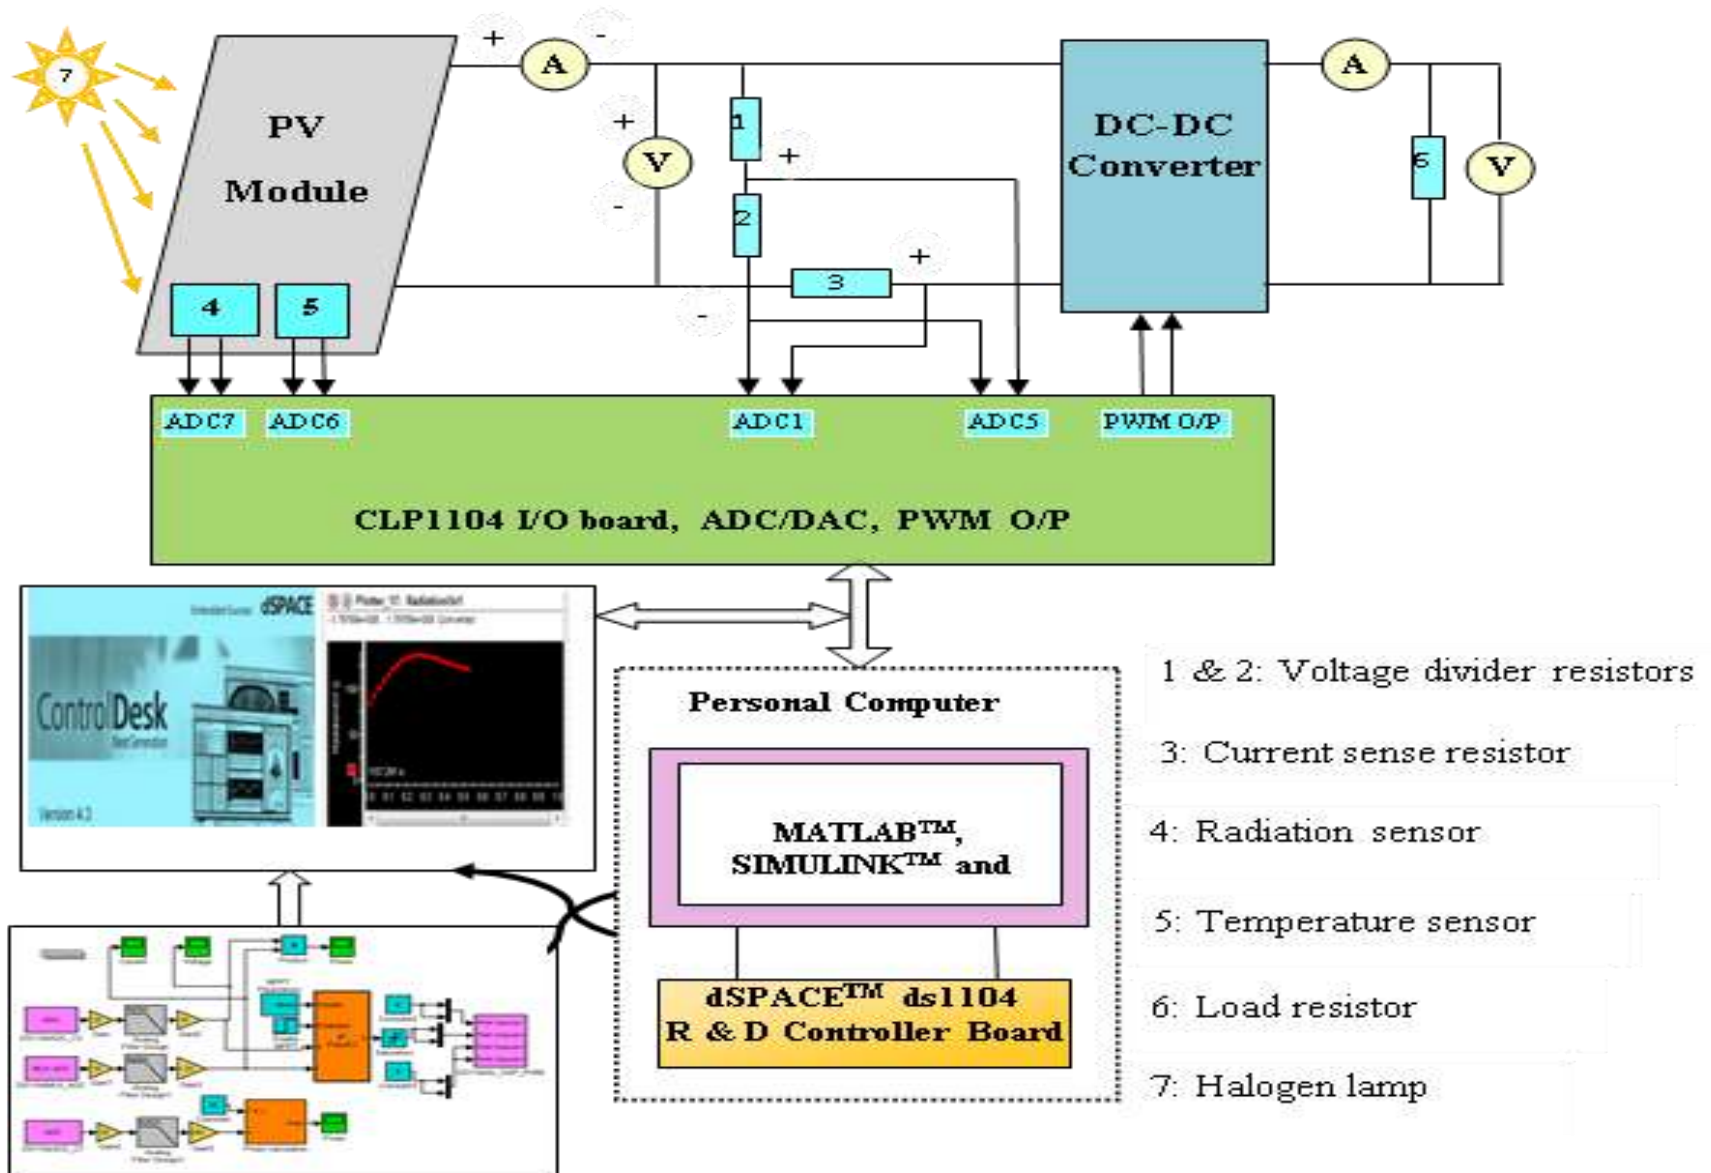 7
PV
Module
+
-
A
+
V
-
1
+
2
3
+
-
DC-DC
Converter
A
6
V
4
5
ADC7
ADC6
ADC1
ADC5
PWM O/P
CLP1104 I/O board, ADC/DAC, PWM O/P
dSPACE
ControlDesk
Next Generation
Version 4.2
Personal Computer
MATLAB™,
SIMULINK™ and
dSPACE™ ds1104
R & D Controller Board
1 & 2: Voltage divider resistors
3: Current sense resistor
4: Radiation sensor
5: Temperature sensor
6: Load resistor
7: Halogen lamp